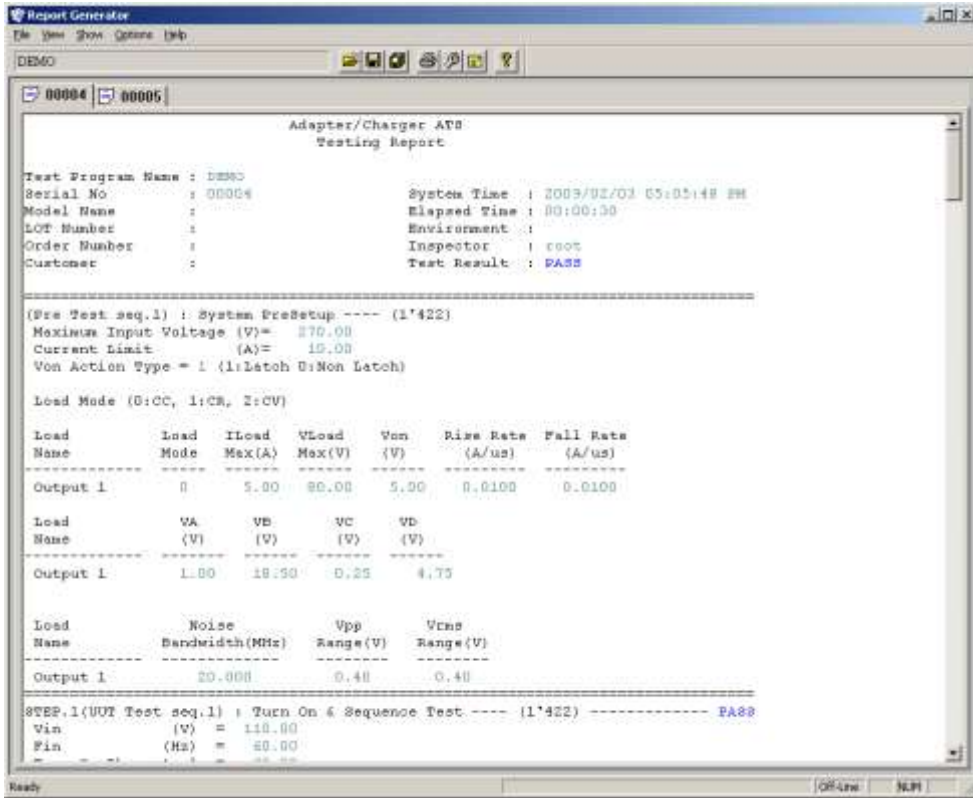 Report Generator
File View Show Options Help
DEMO
00004 00005
Adapter/Charger ATS
Testing Report
Test Program Name : DEMO
Serial No : 00004 System Time : 2009/02/03 05:05:48 PM
Model Name : Elapsed Time : 00:00:30
LOT Number : Environment :
Order Number : Inspector : root
Customer : Test Result : PASS
(Pre Test seq.1) : System PreSetup ---- (1'422)
Maximum Input Voltage (V)= 270.00
Current Limit (A)= 10.00
Von Action Type = 1 (1:Latch 0:Non Latch)
Load Mode (0:CC, 1:CR, 2:CV)
Load Load ILoad VLoad Von Rise Rate Fall Rate
Name Mode Max(A) Max(V) (V) (A/us) (A/us)
Output 1 0 5.00 80.00 5.00 0.0100 0.0100
Load VA VB VC VD
Name (V) (V) (V) (V)
Output 1 1.00 18.50 0.25 4.75
Load Noise Vpp Vrms
Name Bandwidth(MHz) Range(V) Range(V)
Output 1 20.000 0.40 0.40
STEP.1(UUT Test seq.1) : Turn On & Sequence Test ---- (1'422) ------------- PASS
Vin (V) = 110.00
Fin (Hz) = 60.00
Ready Off-Line NUM